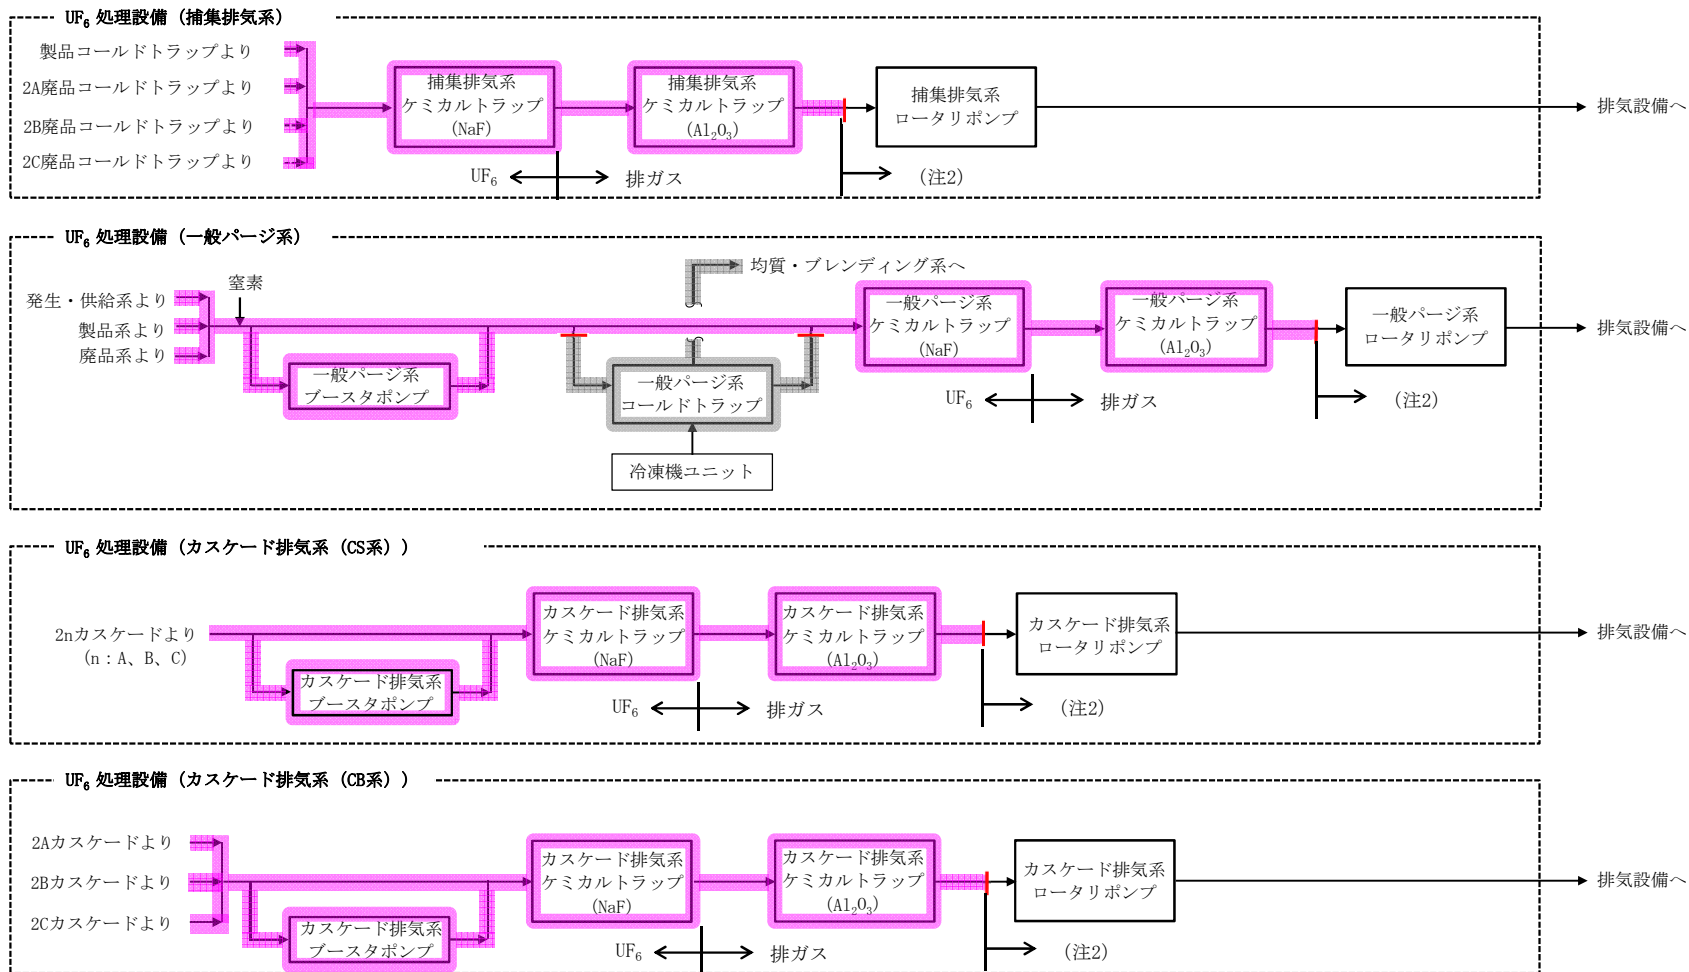 UF₆ 処理設備（捕集排気系）
製品コールドトラップより
2A廃品コールドトラップより
2B廃品コールドトラップより
2C廃品コールドトラップより
捕集排気系
ケミカルトラップ
(NaF)
捕集排気系
ケミカルトラップ
(Al₂O₃)
捕集排気系
ロータリポンプ
排気設備へ
UF₆
排ガス
（注2）
UF₆ 処理設備（一般パージ系）
発生・供給系より
製品系より
廃品系より
窒素
均質・ブレンディング系へ
一般パージ系
ブースタポンプ
一般パージ系
コールドトラップ
冷凍機ユニット
一般パージ系
ケミカルトラップ
(NaF)
一般パージ系
ケミカルトラップ
(Al₂O₃)
一般パージ系
ロータリポンプ
排気設備へ
UF₆
排ガス
（注2）
UF₆ 処理設備（カスケード排気系（CS系））
2nカスケードより
(n：A、B、C)
カスケード排気系
ブースタポンプ
カスケード排気系
ケミカルトラップ
(NaF)
カスケード排気系
ケミカルトラップ
(Al₂O₃)
カスケード排気系
ロータリポンプ
排気設備へ
UF₆
排ガス
（注2）
UF₆ 処理設備（カスケード排気系（CB系））
2Aカスケードより
2Bカスケードより
2Cカスケードより
カスケード排気系
ブースタポンプ
カスケード排気系
ケミカルトラップ
(NaF)
カスケード排気系
ケミカルトラップ
(Al₂O₃)
カスケード排気系
ロータリポンプ
排気設備へ
UF₆
排ガス
（注2）